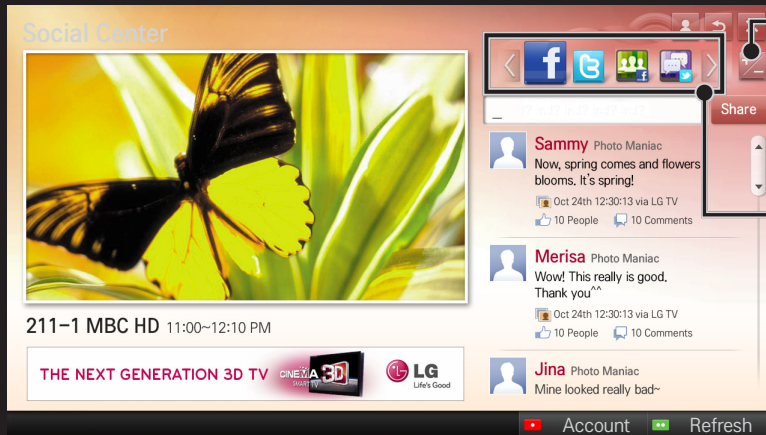 Social Center
Share
Sammy Photo Maniac
Now, spring comes and flowers
blooms. It's spring!
Oct 24th 12:30:13 via LG TV
10 People 10 Comments
Merisa Photo Maniac
Wow! This really is good,
Thank you^^
Oct 24th 12:30:13 via LG TV
10 People 10 Comments
Jina Photo Maniac
Mine looked really bad~
211-1 MBC HD 11:00~12:10 PM
THE NEXT GENERATION 3D TV CINEMA 3D SMART TV LG Life's Good
Account Refresh